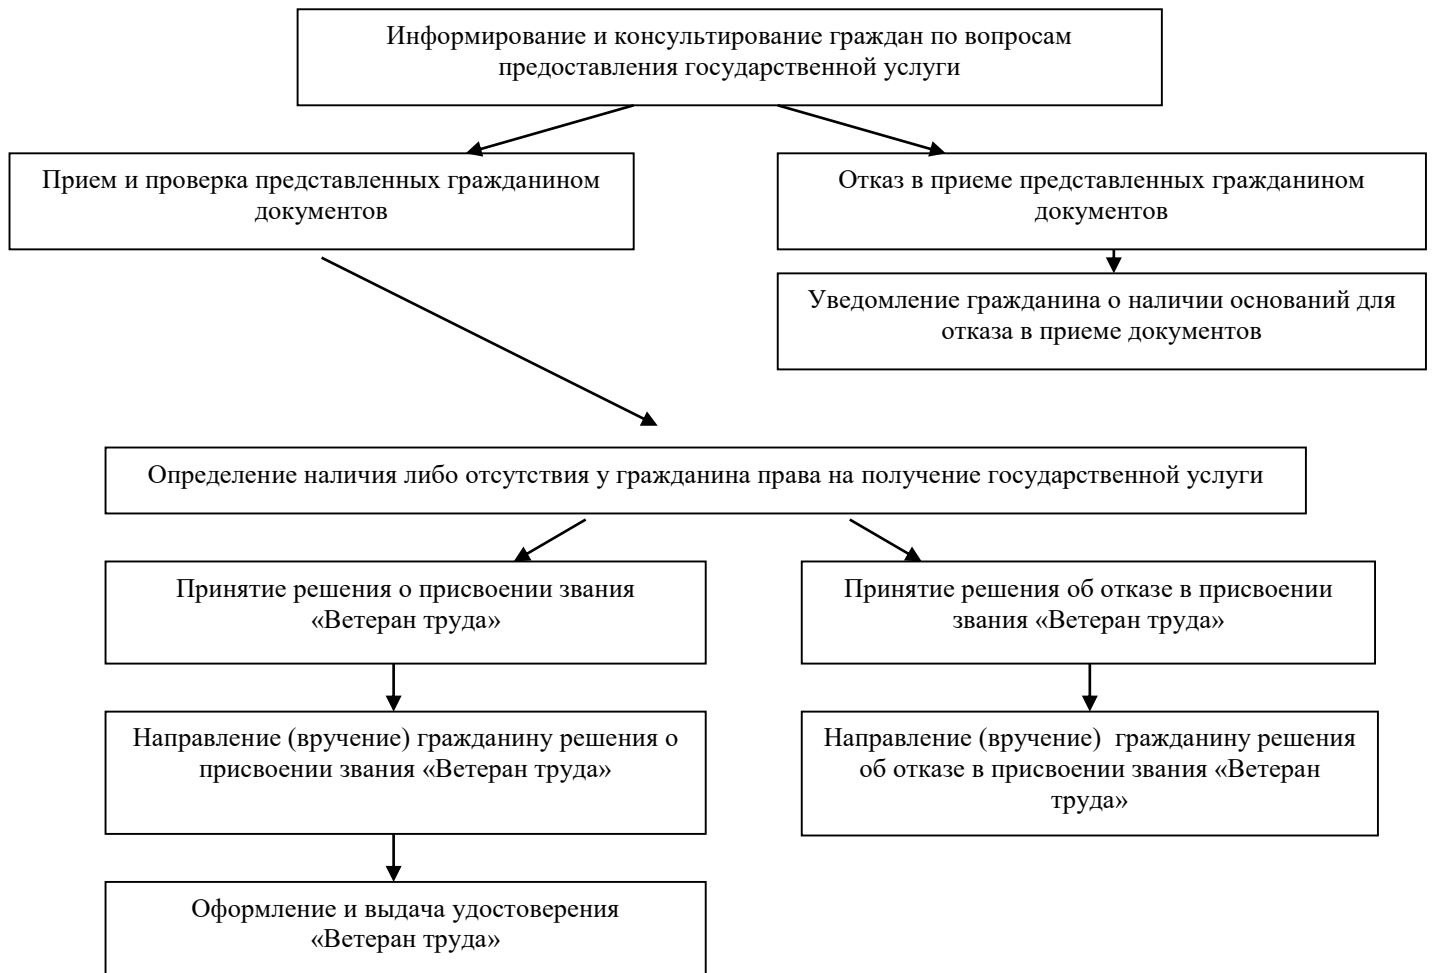 Информирование и консультирование граждан по вопросам
предоставления государственной услуги
Прием и проверка представленных гражданином
документов
Отказ в приеме представленных гражданином
документов
Уведомление гражданина о наличии оснований для
отказа в приеме документов
Определение наличия либо отсутствия у гражданина права на получение государственной услуги
Принятие решения о присвоении звания
«Ветеран труда»
Принятие решения об отказе в присвоении
звания «Ветеран труда»
Направление (вручение) гражданину решения о
присвоении звания «Ветеран труда»
Направление (вручение)  гражданину решения
об отказе в присвоении звания «Ветеран
труда»
Оформление и выдача удостоверения
«Ветеран труда»